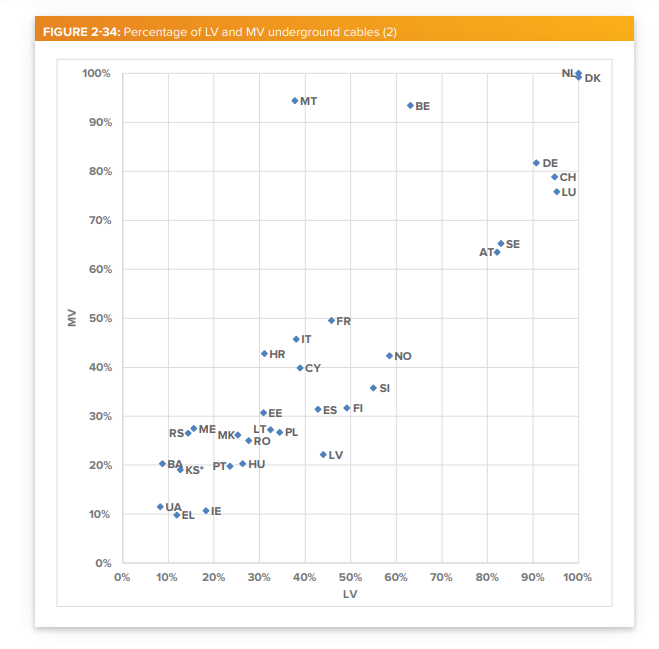 FIGURE 2-34: Percentage of LV and MV underground cables (2)
100%
NL
DK
MT
BE
90%
DE
80%
CH
LU
70%
SE
AT
60%
MV
50%
FR
IT
HR
NO
40%
CY
SI
30%
EE
ES
FI
RS
ME
MK
LT
PL
RO
LV
20%
BA
KS*
PT
HU
10%
UA
EL
IE
0%
0% 10% 20% 30% 40% 50% 60% 70% 80% 90% 100%
LV